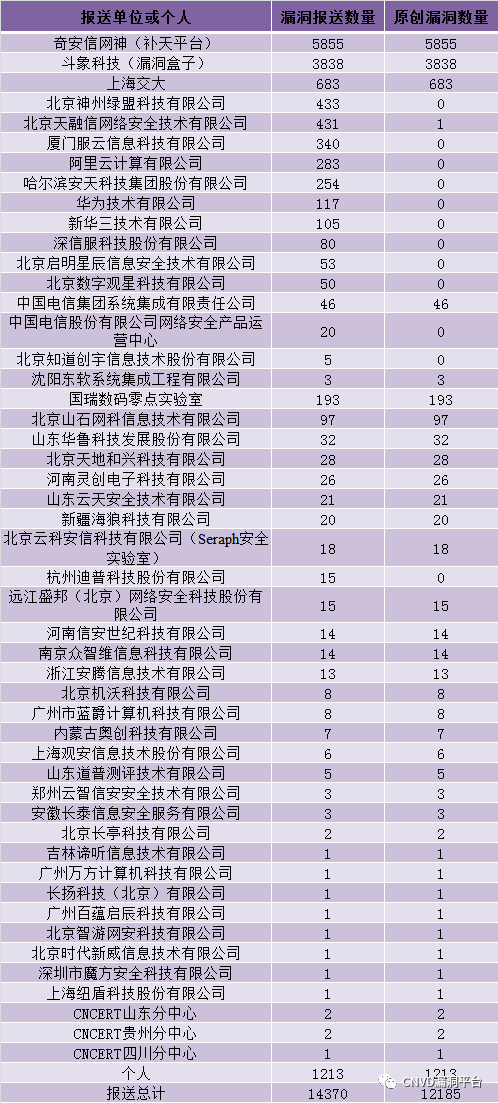 报送单位或个人 漏洞报送数量 原创漏洞数量
奇安信网神（补天平台） 5855 5855
斗象科技（漏洞盒子） 3838 3838
上海交大 683 683
北京神州绿盟科技有限公司 433 0
北京天融信网络安全技术有限公司 431 1
厦门服云信息科技有限公司 340 0
阿里云计算有限公司 283 0
哈尔滨安天科技集团股份有限公司 254 0
华为技术有限公司 117 0
新华三技术有限公司 105 0
深信服科技股份有限公司 80 0
北京启明星辰信息安全技术有限公司 53 0
北京数字观星科技有限公司 50 0
中国电信集团系统集成有限责任公司 46 46
中国电信股份有限公司网络安全产品运
营中心 20 0
北京知道创宇信息技术股份有限公司 5 0
沈阳东软系统集成工程有限公司 3 3
国瑞数码零点实验室 193 193
北京山石网科信息技术有限公司 97 97
山东华鲁科技发展股份有限公司 32 32
北京天地和兴科技有限公司 28 28
河南灵创电子科技有限公司 26 26
山东云天安全技术有限公司 21 21
新疆海狼科技有限公司 20 20
北京云科安信科技有限公司（Seraph安全
实验室） 18 18
杭州迪普科技股份有限公司 15 0
远江盛邦（北京）网络安全科技股份有
限公司 15 15
河南信安世纪科技有限公司 14 14
南京众智维信息科技有限公司 14 14
浙江安腾信息技术有限公司 13 13
北京机沃科技有限公司 8 8
广州市蓝爵计算机科技有限公司 8 8
内蒙古奥创科技有限公司 7 7
上海观安信息技术股份有限公司 6 6
山东道普测评技术有限公司 5 5
郑州云智信安安全技术有限公司 3 3
安徽长泰信息安全服务有限公司 3 3
北京长亭科技有限公司 2 2
吉林谛听信息技术有限公司 1 1
广州万方计算机科技有限公司 1 1
长扬科技（北京）有限公司 1 1
广州百蕴启辰科技有限公司 1 1
北京智游网安科技有限公司 1 1
北京时代新威信息技术有限公司 1 1
深圳市魔方安全科技有限公司 1 1
上海纽盾科技股份有限公司 1 1
CNCERT山东分中心 2 2
CNCERT贵州分中心 2 2
CNCERT四川分中心 1 1
个人 1213 1213
报送总计 14370 12185
CNVD漏洞平台